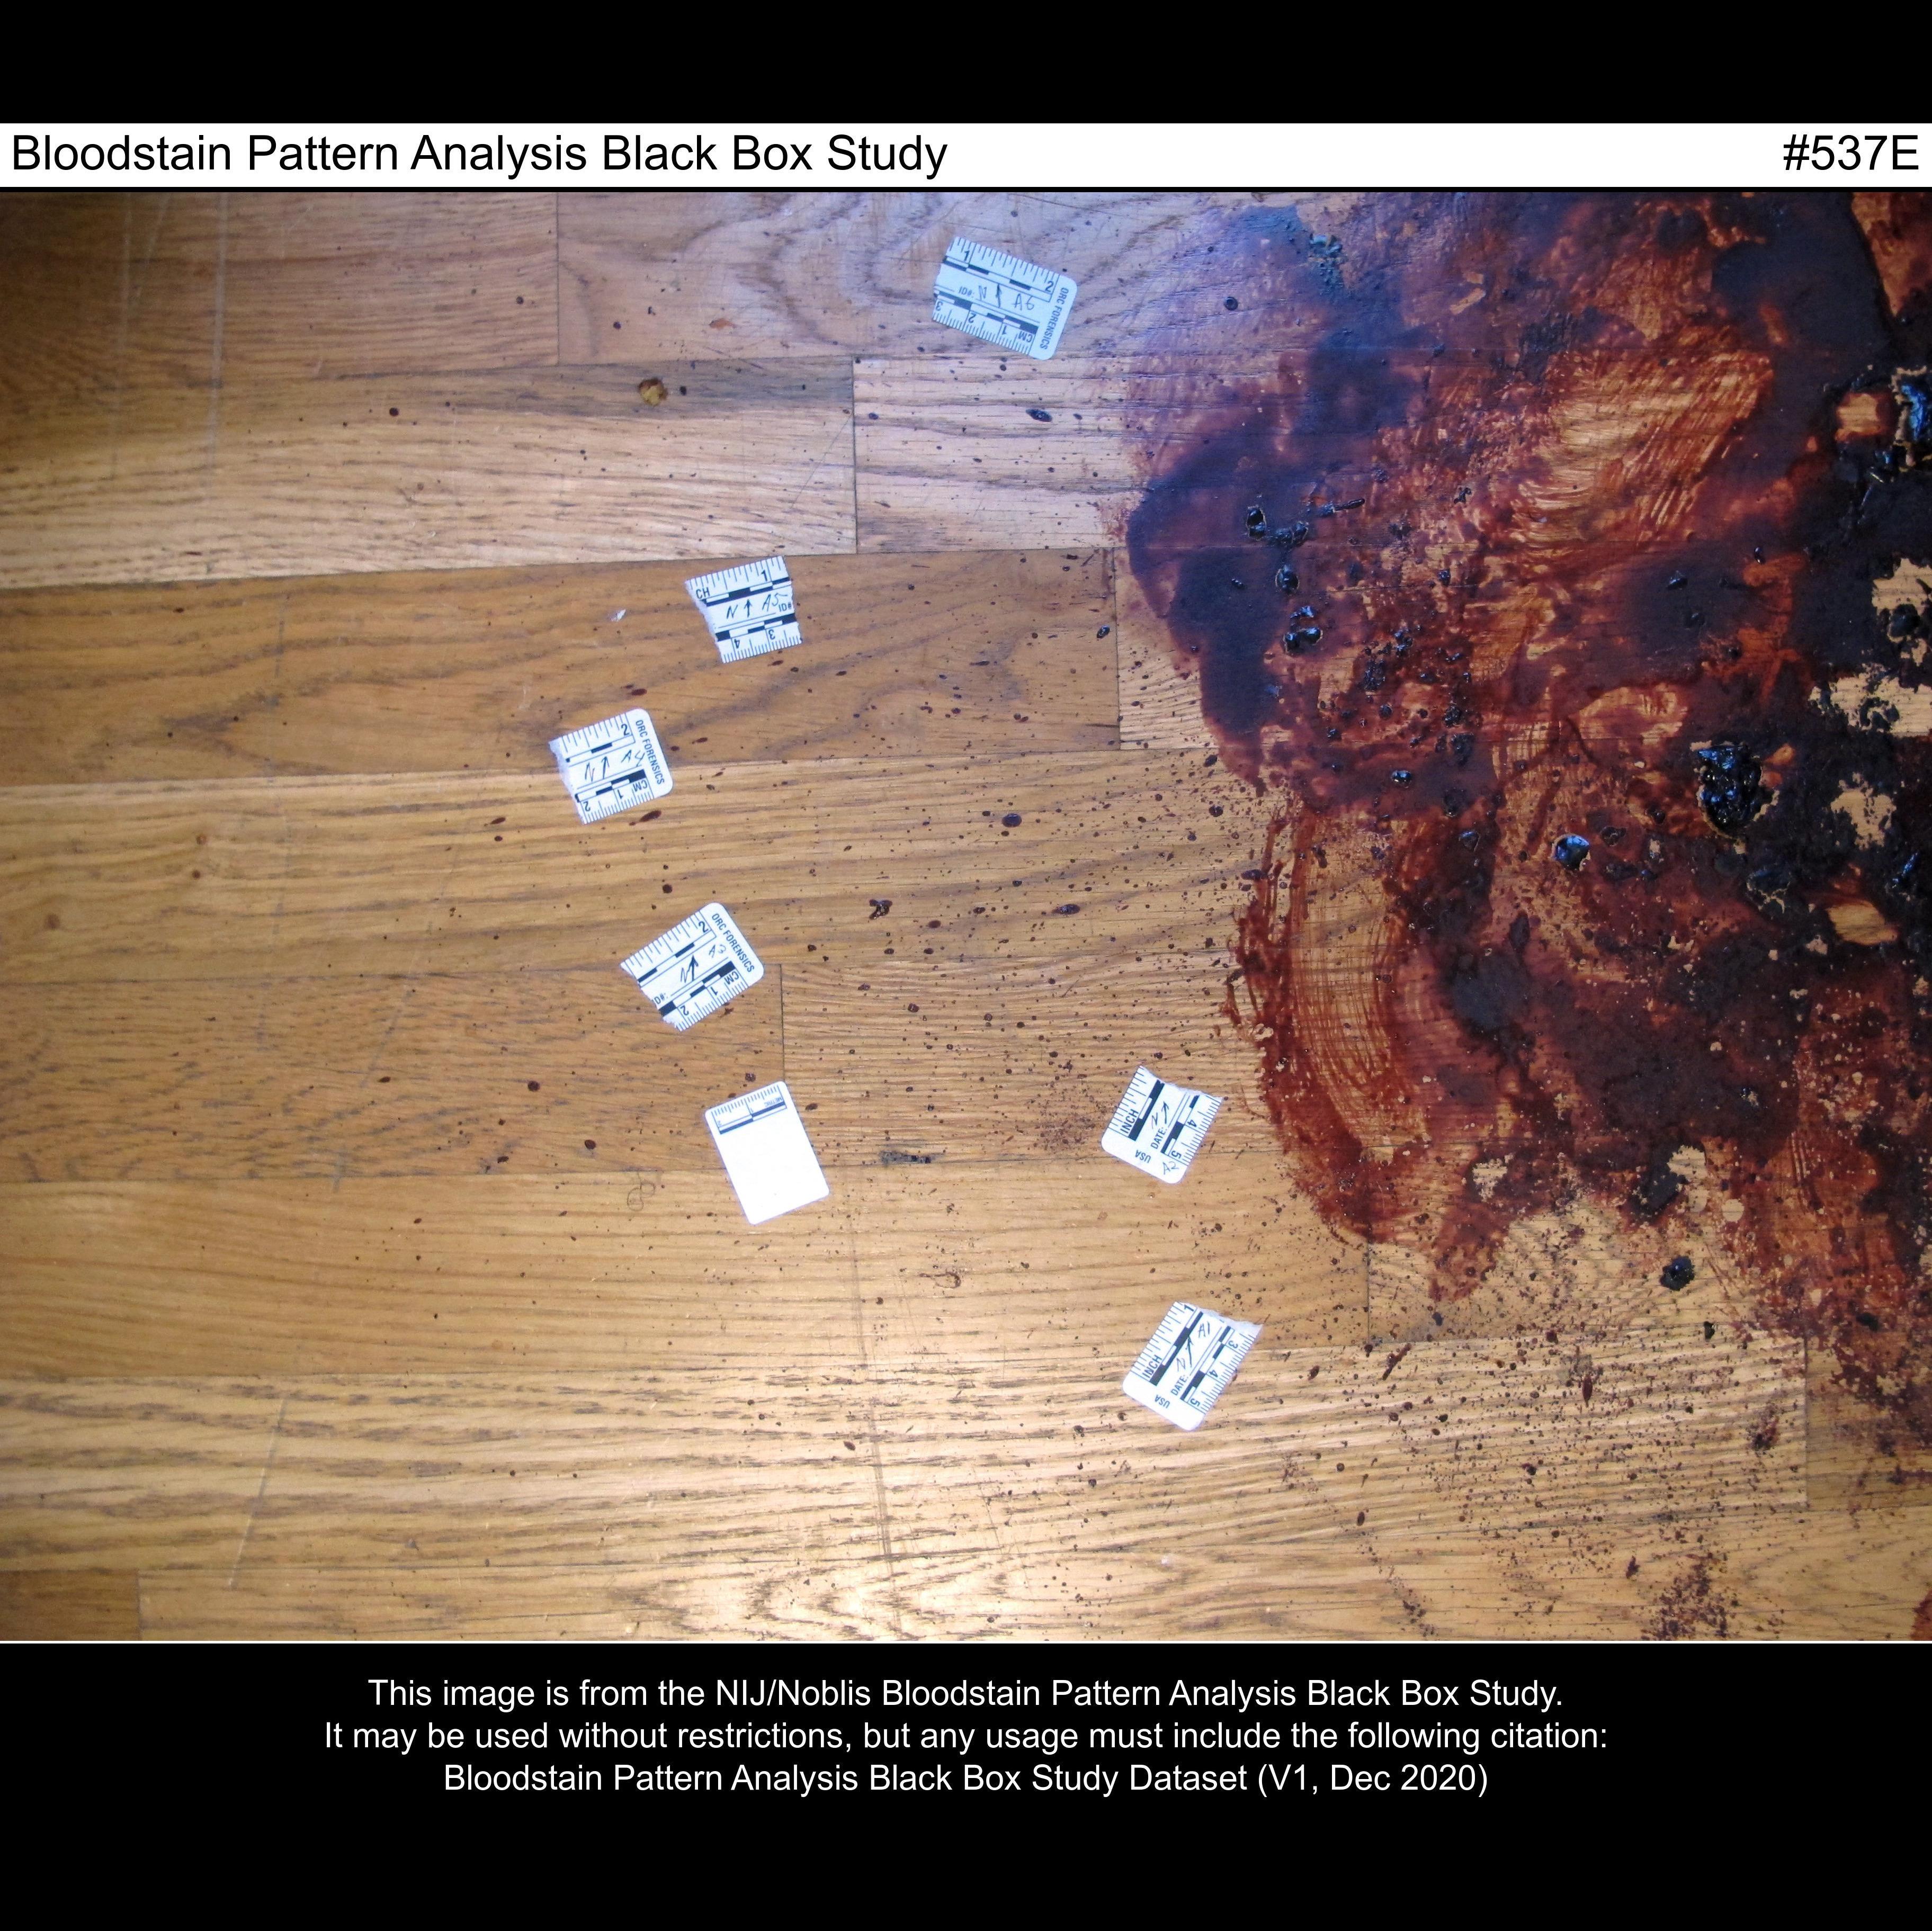 Bloodstain Pattern Analysis Black Box Study #537E
1 2
ID#: N A6
3 2 1 CM
ORC FORENSICS
CH 1
N A5 ID#
4 3
2
N A4
2 1 CM
ORC FORENSICS
2
N A3
ID#:
2 1 CM
ORC FORENSICS
INCH
N
DATE:
4 5
USA A2
1
INCH
N A1
DATE:
3 4 5
USA
This image is from the NIJ/Noblis Bloodstain Pattern Analysis Black Box Study.
It may be used without restrictions, but any usage must include the following citation:
Bloodstain Pattern Analysis Black Box Study Dataset (V1, Dec 2020)